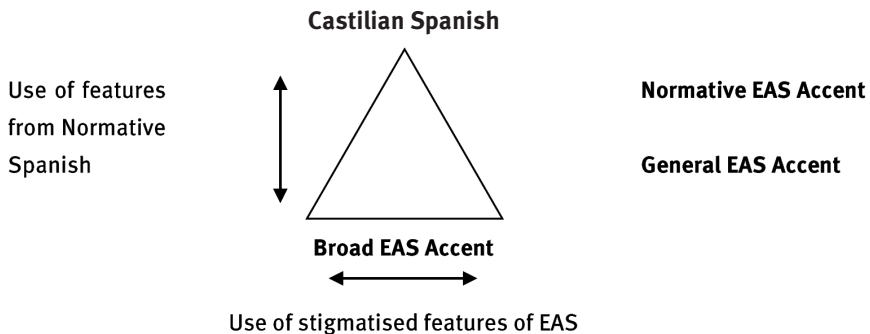 Castilian Spanish
Use of features
from Normative
Spanish
Normative EAS Accent
General EAS Accent
Broad EAS Accent
Use of stigmatised features of EAS